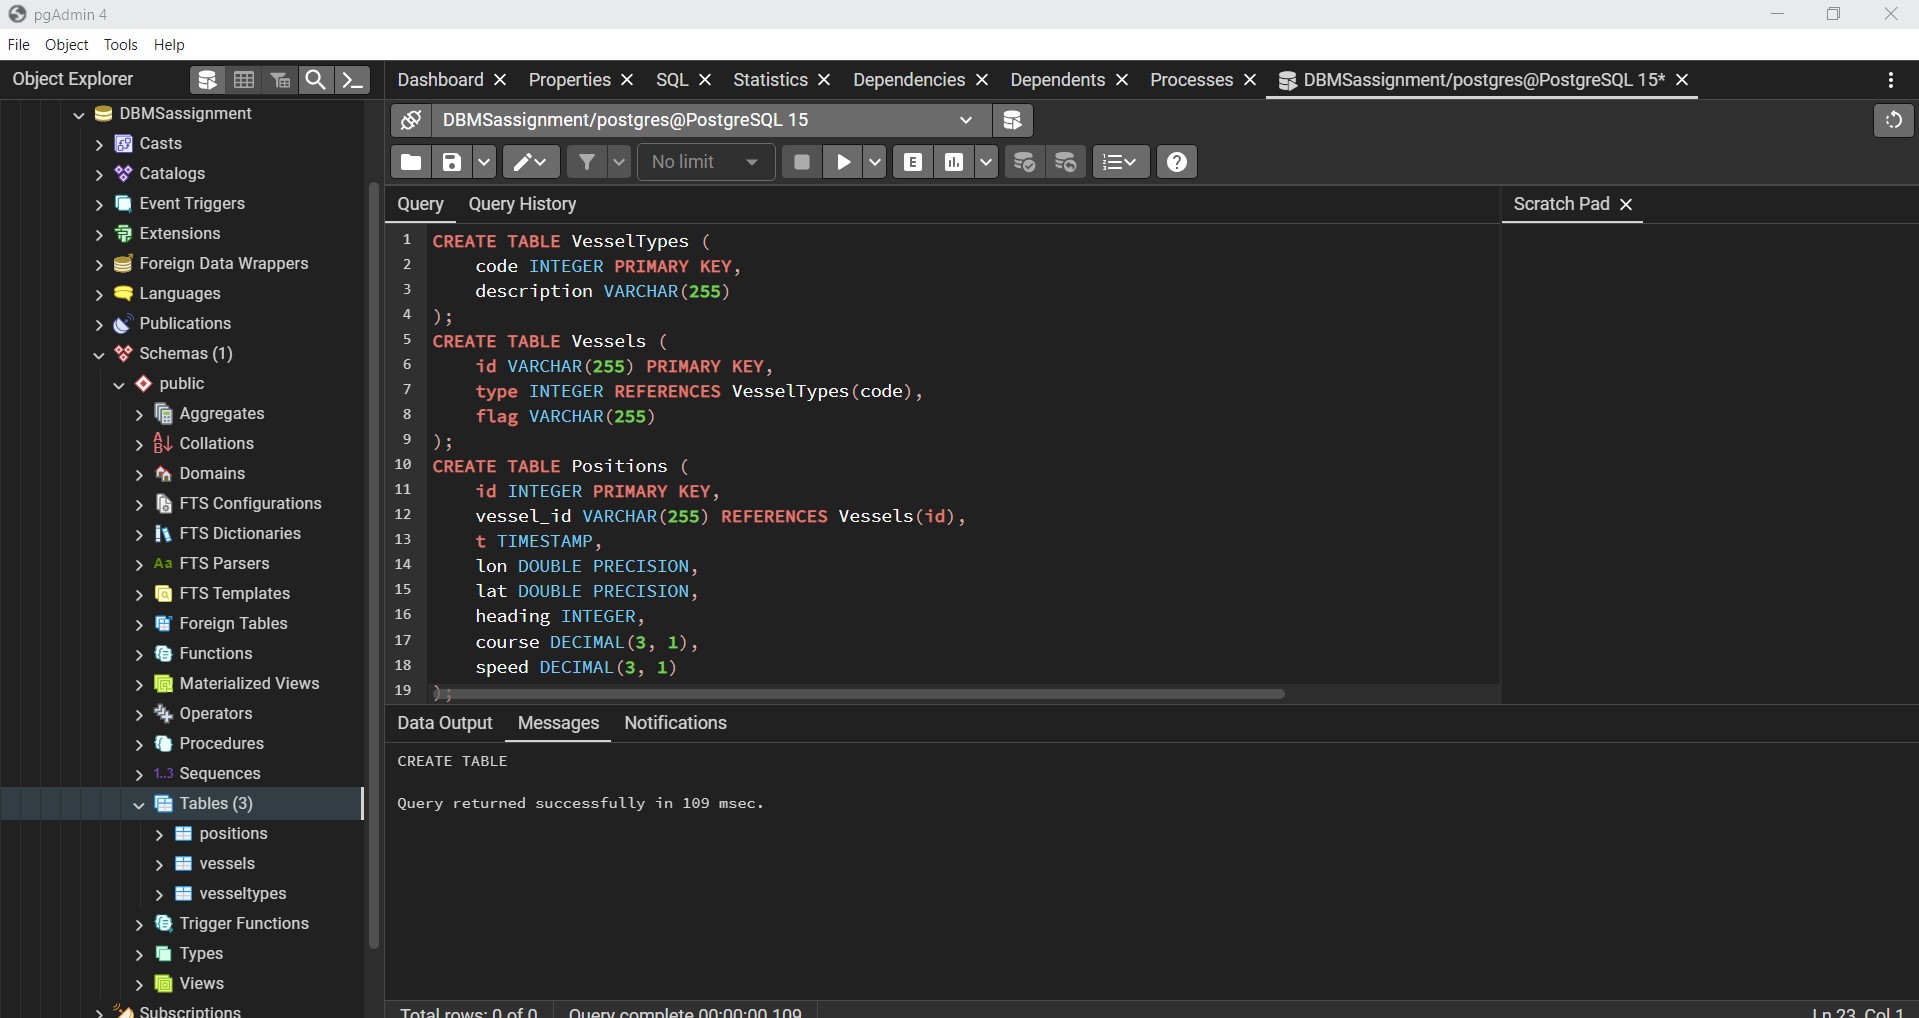 pgAdmin 4
File Object Tools Help
Object Explorer
Dashboard Properties SQL Statistics Dependencies Dependents Processes DBMSassignment/postgres@PostgreSQL 15*
DBMSassignment
Casts
Catalogs
Event Triggers
Extensions
Foreign Data Wrappers
Languages
Publications
Schemas (1)
public
Aggregates
Collations
Domains
FTS Configurations
FTS Dictionaries
Aa FTS Parsers
FTS Templates
Foreign Tables
Functions
Materialized Views
Operators
Procedures
1..3 Sequences
Tables (3)
positions
vessels
vesseltypes
Trigger Functions
Types
Views
Subscriptions
DBMSassignment/postgres@PostgreSQL 15
No limit
E
Query Query History
Scratch Pad
1 CREATE TABLE VesselTypes (
2 code INTEGER PRIMARY KEY,
3 description VARCHAR(255)
4 );
5 CREATE TABLE Vessels (
6 id VARCHAR(255) PRIMARY KEY,
7 type INTEGER REFERENCES VesselTypes(code),
8 flag VARCHAR(255)
9 );
10 CREATE TABLE Positions (
11 id INTEGER PRIMARY KEY,
12 vessel_id VARCHAR(255) REFERENCES Vessels(id),
13 t TIMESTAMP,
14 lon DOUBLE PRECISION,
15 lat DOUBLE PRECISION,
16 heading INTEGER,
17 course DECIMAL(3, 1),
18 speed DECIMAL(3, 1)
19 );
Data Output Messages Notifications
CREATE TABLE
Query returned successfully in 109 msec.
Total rows: 0 of 0 Query complete 00:00:00.109 Ln 23, Col 1